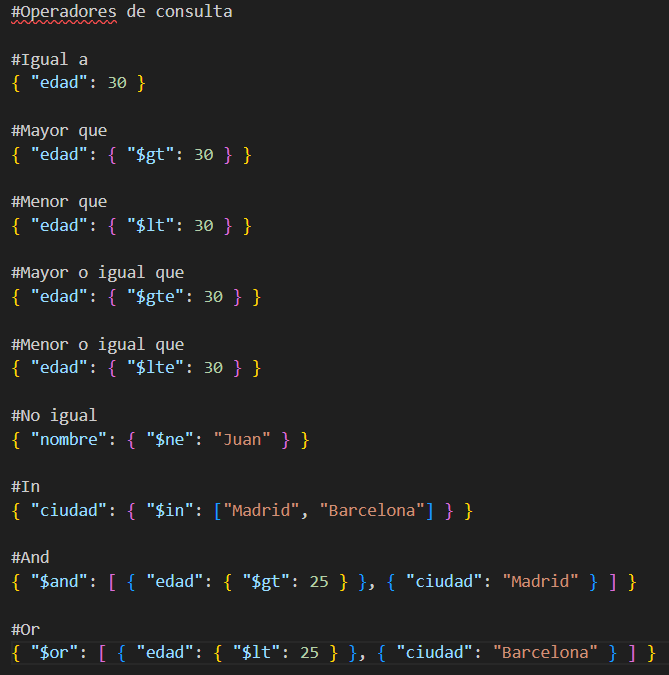 #Operadores de consulta
#Igual a
{ "edad": 30 }
#Mayor que
{ "edad": { "$gt": 30 } }
#Menor que
{ "edad": { "$lt": 30 } }
#Mayor o igual que
{ "edad": { "$gte": 30 } }
#Menor o igual que
{ "edad": { "$lte": 30 } }
#No igual
{ "nombre": { "$ne": "Juan" } }
#In
{ "ciudad": { "$in": ["Madrid", "Barcelona"] } }
#And
{ "$and": [ { "edad": { "$gt": 25 } }, { "ciudad": "Madrid" } ] }
#Or
{ "$or": [ { "edad": { "$lt": 25 } }, { "ciudad": "Barcelona" } ] }